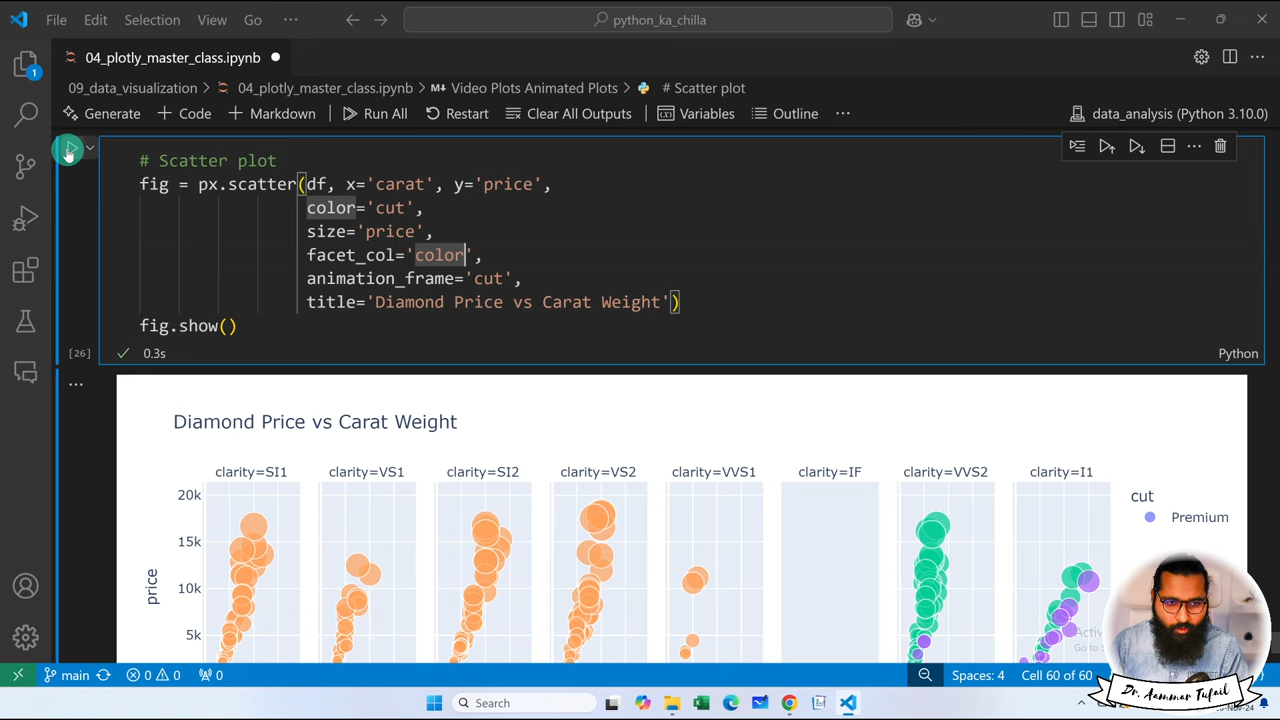 File Edit Selection View Go ··· python_ka_chilla
04_plotly_master_class.ipynb
1
09_data_visualization > 04_plotly_master_class.ipynb > M↓ Video Plots Animated Plots > # Scatter plot
Generate + Code + Markdown Run All Restart Clear All Outputs Variables Outline ··· data_analysis (Python 3.10.0)
# Scatter plot
fig = px.scatter(df, x='carat', y='price',
color='cut',
size='price',
facet_col='color',
animation_frame='cut',
title='Diamond Price vs Carat Weight')
fig.show()
[26] 0.3s Python
Diamond Price vs Carat Weight
clarity=SI1 clarity=VS1 clarity=SI2 clarity=VS2 clarity=VVS1 clarity=IF clarity=VVS2 clarity=I1
cut
Premium
20k
15k
10k
5k
price
main 0 0 0 Spaces: 4 Cell 60 of 60
Dr. Aammar Tufail
Search